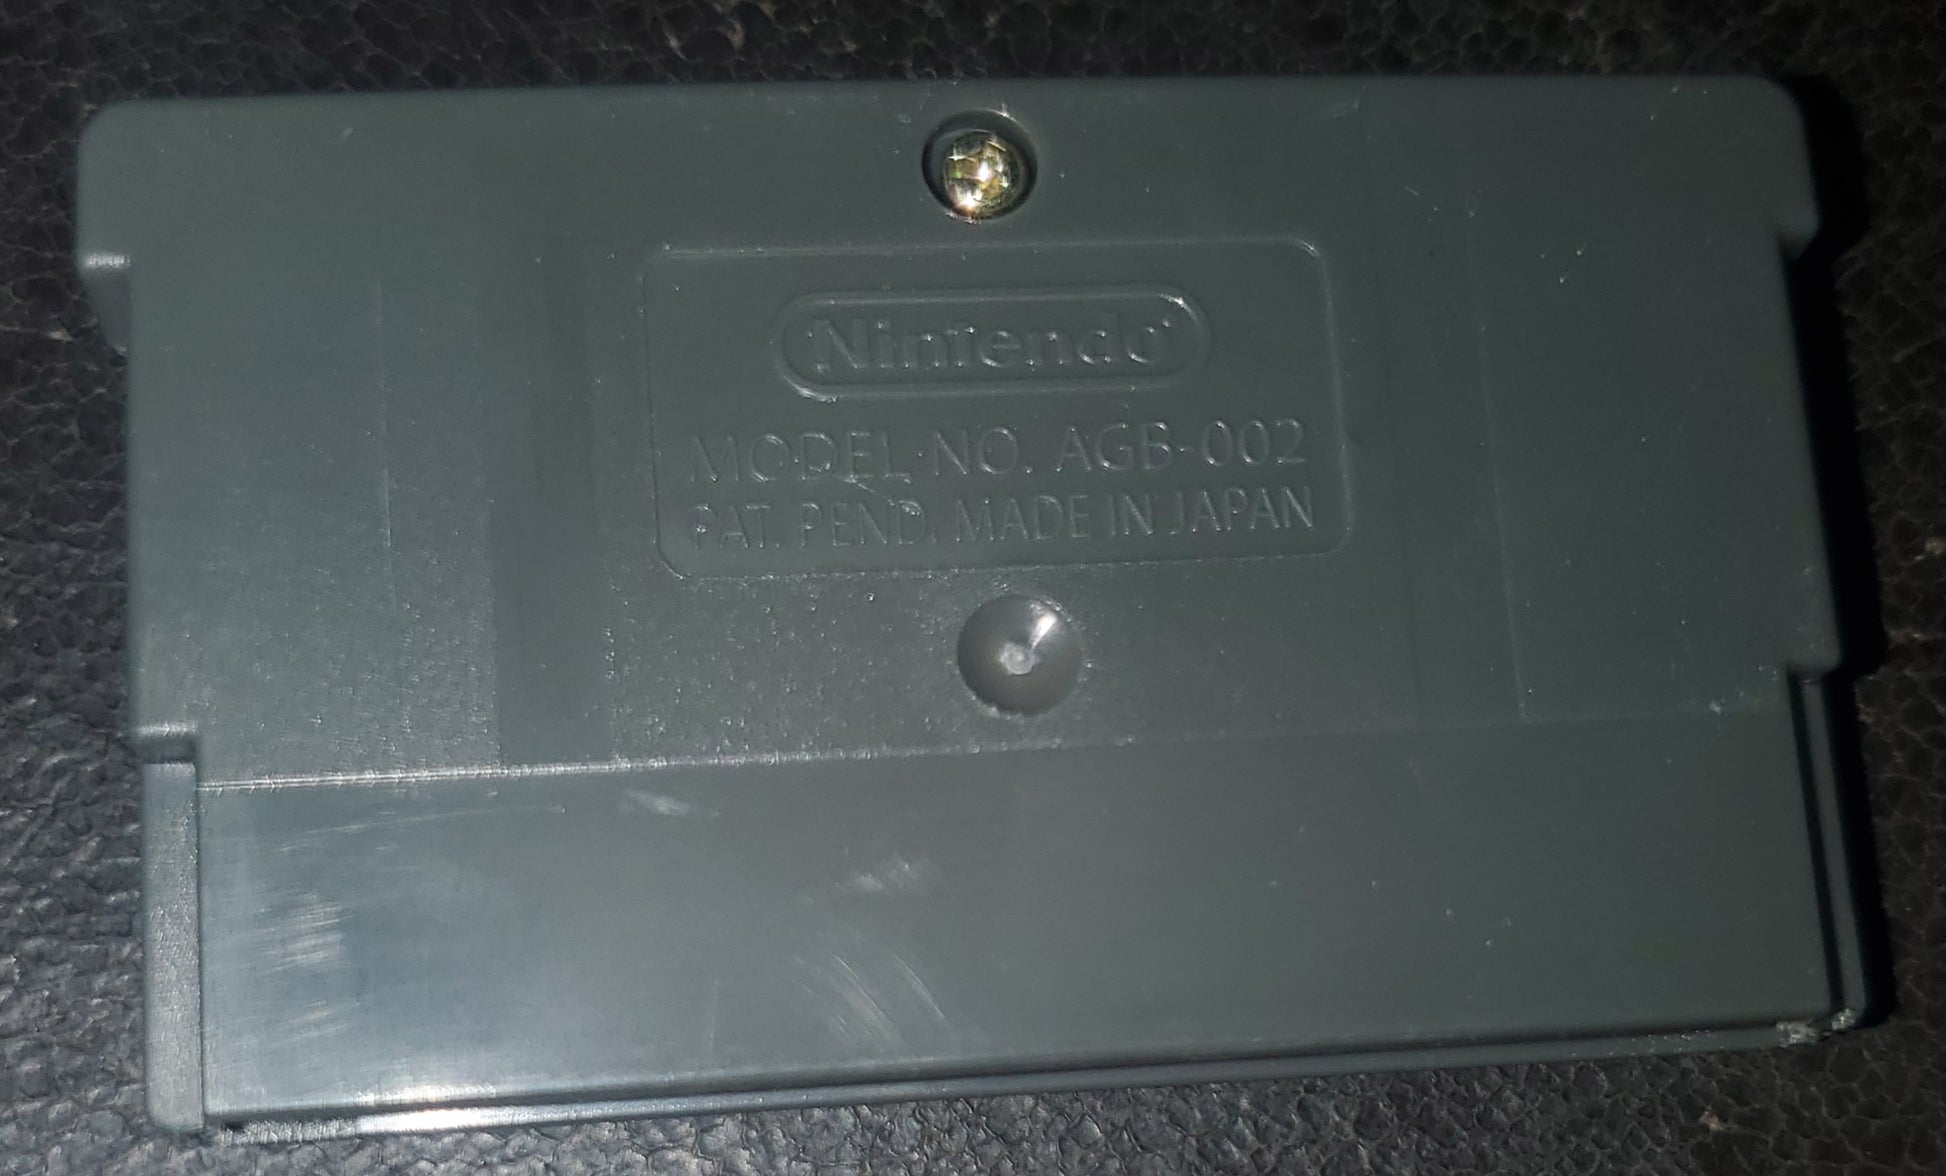 Nintendo
MODEL NO. AGB-002
PAT. PEND. MADE IN JAPAN